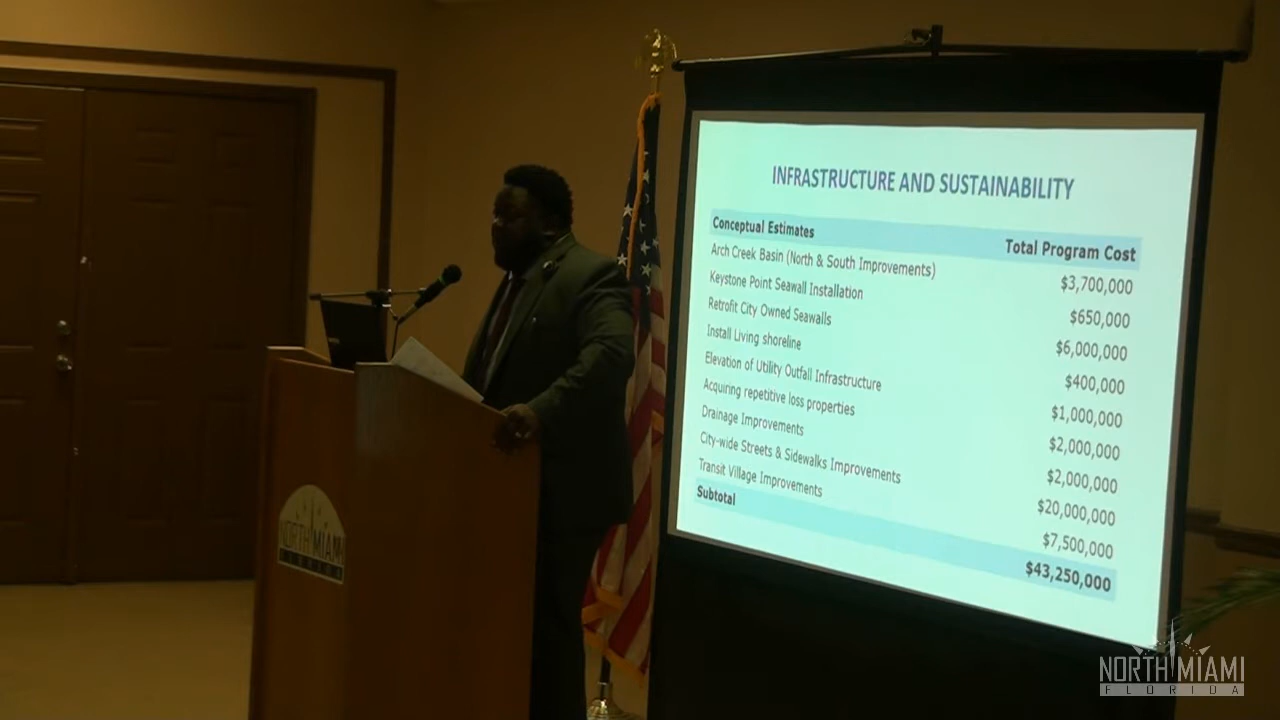 INFRASTRUCTURE AND SUSTAINABILITY
Conceptual Estimates Total Program Cost
Arch Creek Basin (North & South Improvements) $3,700,000
Keystone Point Seawall Installation $650,000
Retrofit City Owned Seawalls $6,000,000
Install Living shoreline $400,000
Elevation of Utility Outfall Infrastructure $1,000,000
Acquiring repetitive loss properties $2,000,000
Drainage Improvements $2,000,000
City-wide Streets & Sidewalks Improvements $20,000,000
Transit Village Improvements $7,500,000
Subtotal $43,250,000
NORTH MIAMI
FLORIDA
NORTH MIAMI
FLORIDA